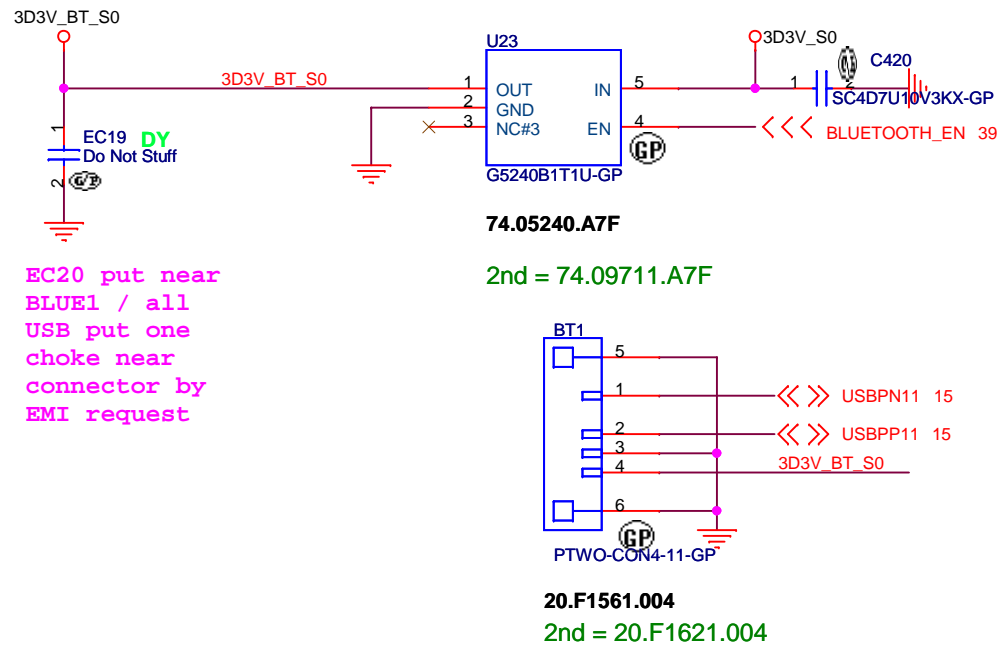 3D3V_BT_S0
3D3V_BT_S0
1
EC19 DY
Do Not Stuff
2
G/P
U23
1 OUT IN 5
2 GND
3 NC#3 EN 4
GP
G5240B1T1U-GP
74.05240.A7F
2nd = 74.09711.A7F
3D3V_S0
1
2
C420
SC4D7U10V3KX-GP
BLUETOOTH_EN 39
EC20 put near
BLUE1 / all
USB put one
choke near
connector by
EMI request
BT1
5
1 USBPN11 15
2 USBPP11 15
3
4 3D3V_BT_S0
6
GP
PTWO-CON4-11-GP
20.F1561.004
2nd = 20.F1621.004